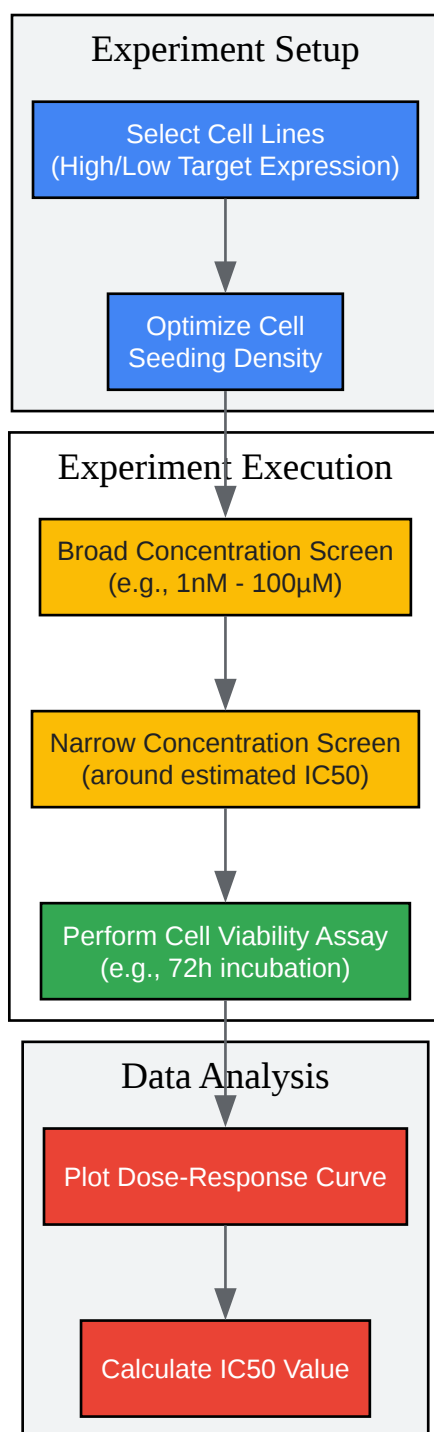 Experiment Setup
Select Cell Lines
(High/Low Target Expression)
Optimize Cell
Seeding Density
Experiment Execution
Broad Concentration Screen
(e.g., 1nM - 100µM)
Narrow Concentration Screen
(around estimated IC50)
Perform Cell Viability Assay
(e.g., 72h incubation)
Data Analysis
Plot Dose-Response Curve
Calculate IC50 Value